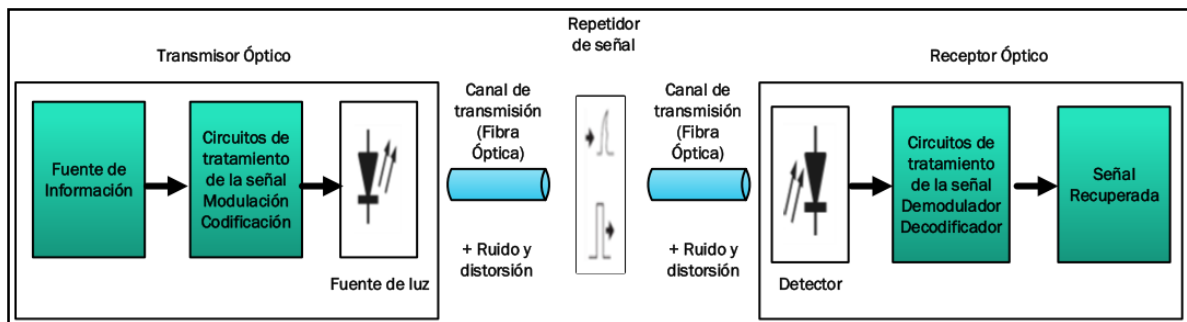 Repetidor
de señal
Transmisor Óptico
Receptor Óptico
Fuente de
Información
Circuitos de
tratamiento
de la señal
Modulación
Codificación
Fuente de luz
Canal de
transmisión
(Fibra
Óptica)
+ Ruido y
distorsión
Canal de
transmisión
(Fibra
Óptica)
+ Ruido y
distorsión
Detector
Circuitos de
tratamiento
de la señal
Demodulador
Decodificador
Señal
Recuperada